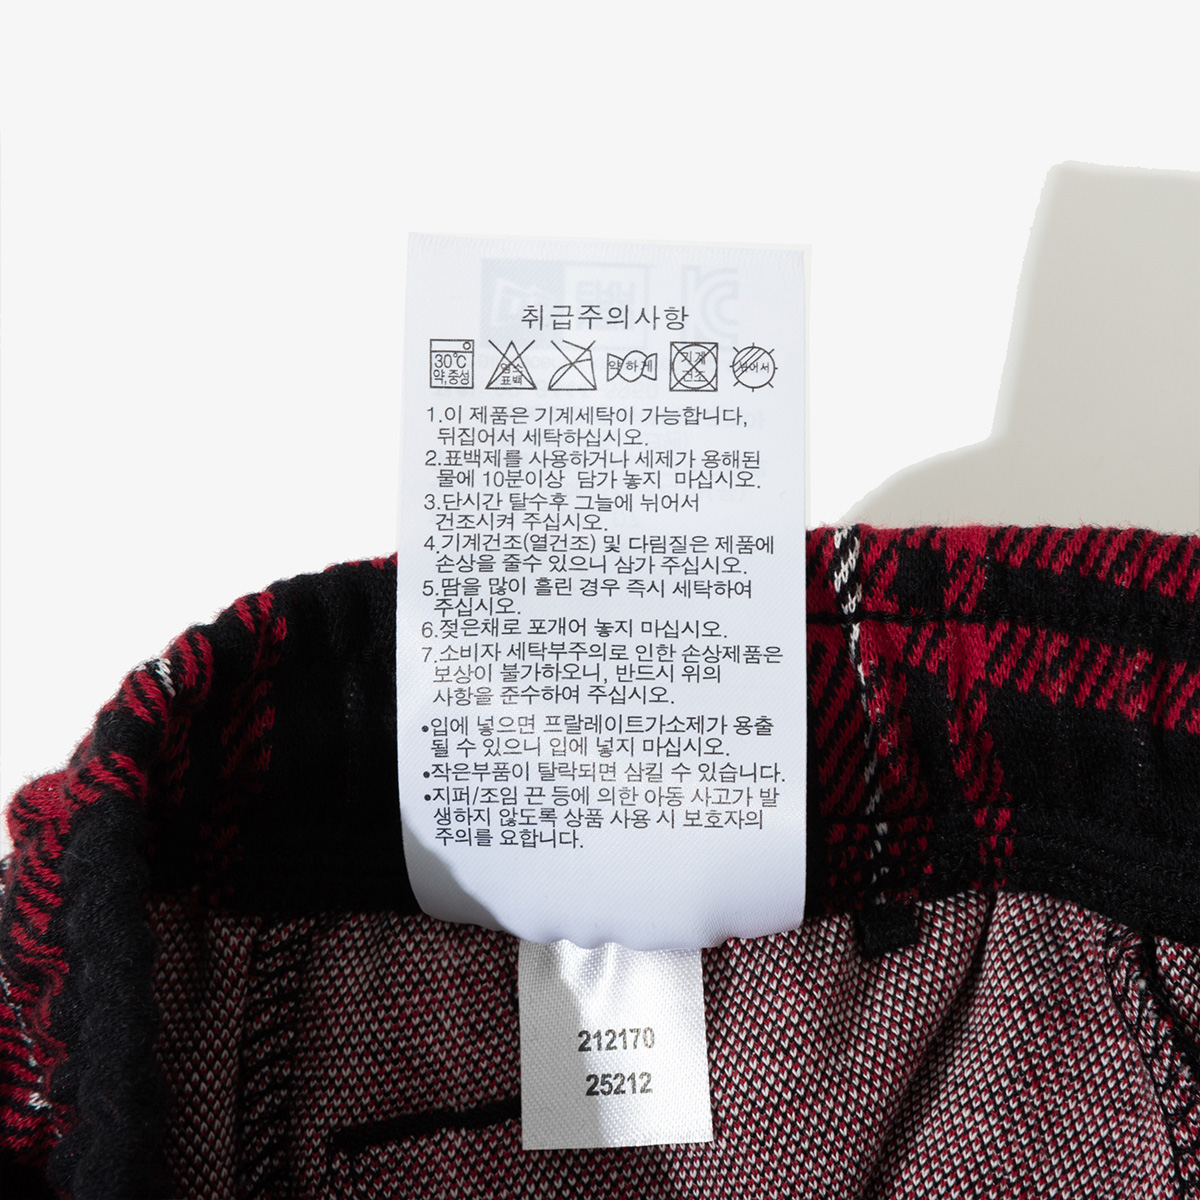 취급주의사항
30℃
약,중성
염소
표백
약하게
기계
건조
뉘어서
1.이 제품은 기계세탁이 가능합니다,
뒤집어서 세탁하십시오.
2.표백제를 사용하거나 세제가 용해된
물에 10분이상 담가 놓지 마십시오.
3.단시간 탈수후 그늘에 뉘어서
건조시켜 주십시오.
4.기계건조(열건조) 및 다림질은 제품에
손상을 줄수 있으니 삼가 주십시오.
5.땀을 많이 흘린 경우 즉시 세탁하여
주십시오.
6.젖은채로 포개어 놓지 마십시오.
7.소비자 세탁부주의로 인한 손상제품은
보상이 불가하오니, 반드시 위의
사항을 준수하여 주십시오.
•입에 넣으면 프랄레이트가소제가 용출
될 수 있으니 입에 넣지 마십시오.
•작은부품이 탈락되면 삼킬 수 있습니다.
•지퍼/조임 끈 등에 의한 아동 사고가 발
생하지 않도록 상품 사용 시 보호자의
주의를 요합니다.
212170
25212